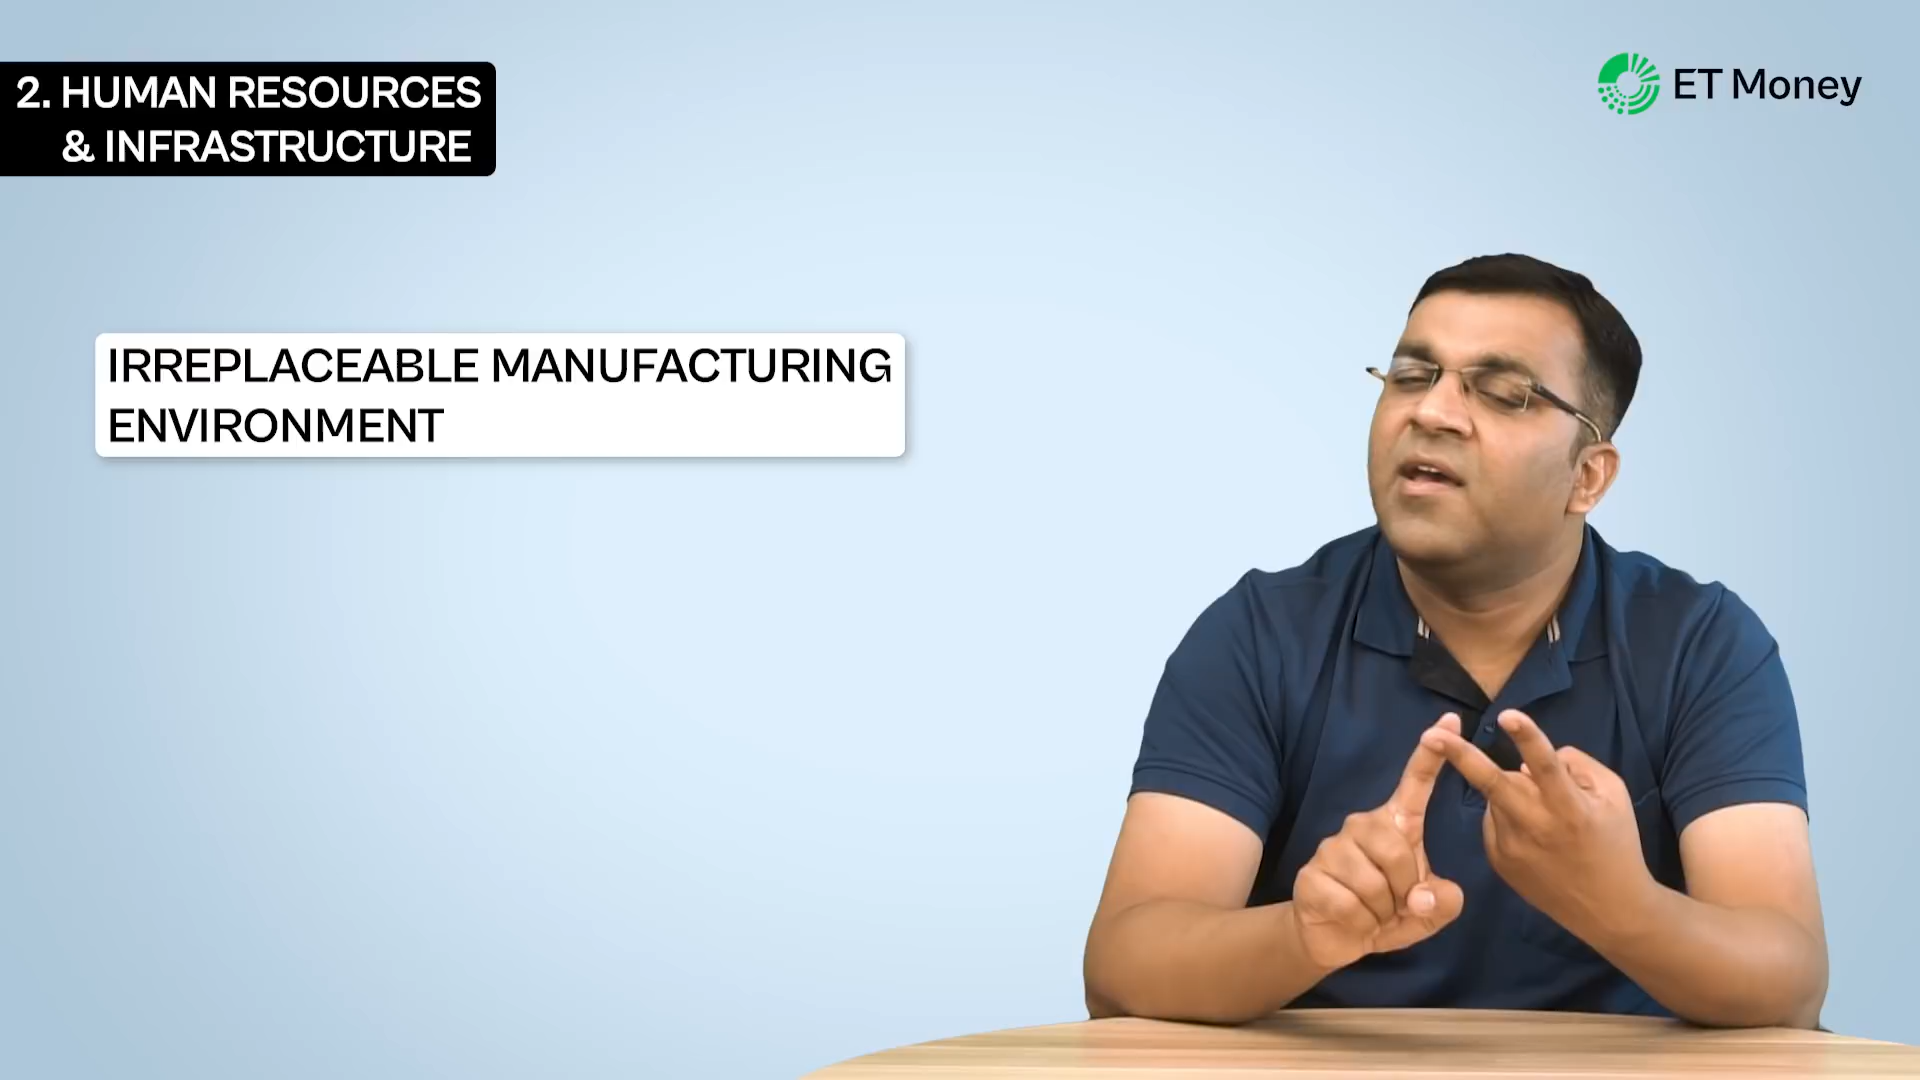 2. HUMAN RESOURCES
& INFRASTRUCTURE
ET Money
IRREPLACEABLE MANUFACTURING
ENVIRONMENT